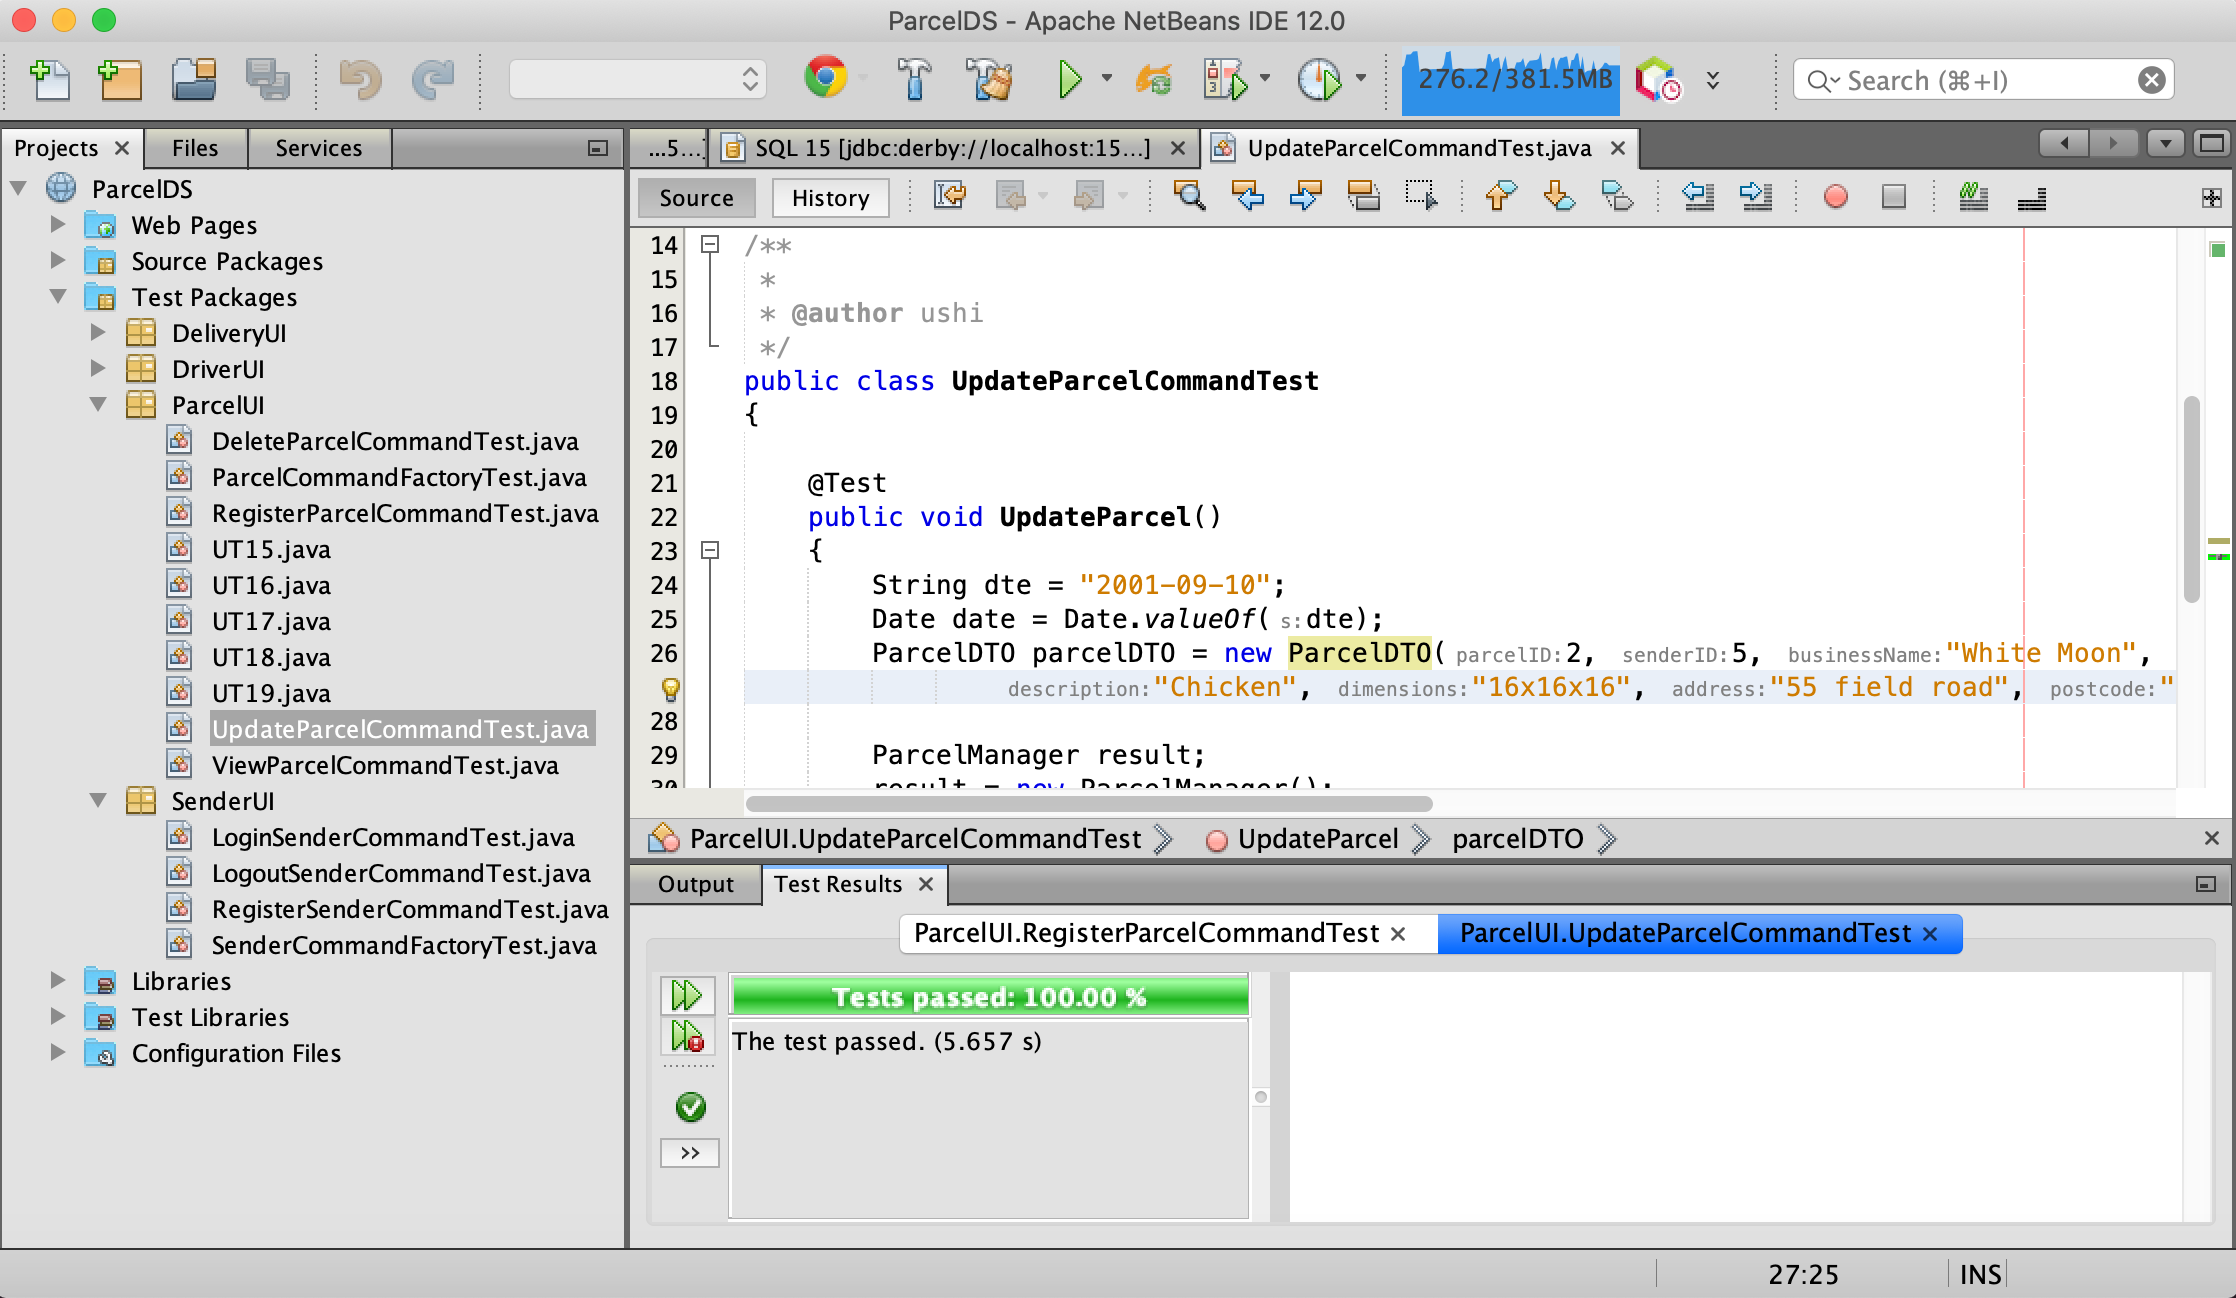 ParcelDS - Apache NetBeans IDE 12.0
276.2/381.5MB
Search (⌘+I)
Projects
Files
Services
ParcelDS
Web Pages
Source Packages
Test Packages
DeliveryUI
DriverUI
ParcelUI
DeleteParcelCommandTest.java
ParcelCommandFactoryTest.java
RegisterParcelCommandTest.java
UT15.java
UT16.java
UT17.java
UT18.java
UT19.java
UpdateParcelCommandTest.java
ViewParcelCommandTest.java
SenderUI
LoginSenderCommandTest.java
LogoutSenderCommandTest.java
RegisterSenderCommandTest.java
SenderCommandFactoryTest.java
Libraries
Test Libraries
Configuration Files
...5...]
SQL 15 [jdbc:derby://localhost:15...]
UpdateParcelCommandTest.java
Source
History
14 /**
15 *
16 * @author ushi
17 */
18 public class UpdateParcelCommandTest
19 {
20
21 @Test
22 public void UpdateParcel()
23 {
24 String dte = "2001-09-10";
25 Date date = Date.valueOf( s:dte);
26 ParcelDTO parcelDTO = new ParcelDTO( parcelID:2, senderID:5, businessName:"White Moon",
description:"Chicken", dimensions:"16x16x16", address:"55 field road", postcode:"
28
29 ParcelManager result;
30 result = new ParcelManager();
ParcelUI.UpdateParcelCommandTest
UpdateParcel
parcelDTO
Output
Test Results
ParcelUI.RegisterParcelCommandTest
ParcelUI.UpdateParcelCommandTest
Tests passed: 100.00 %
The test passed. (5.657 s)
>>
27:25
INS